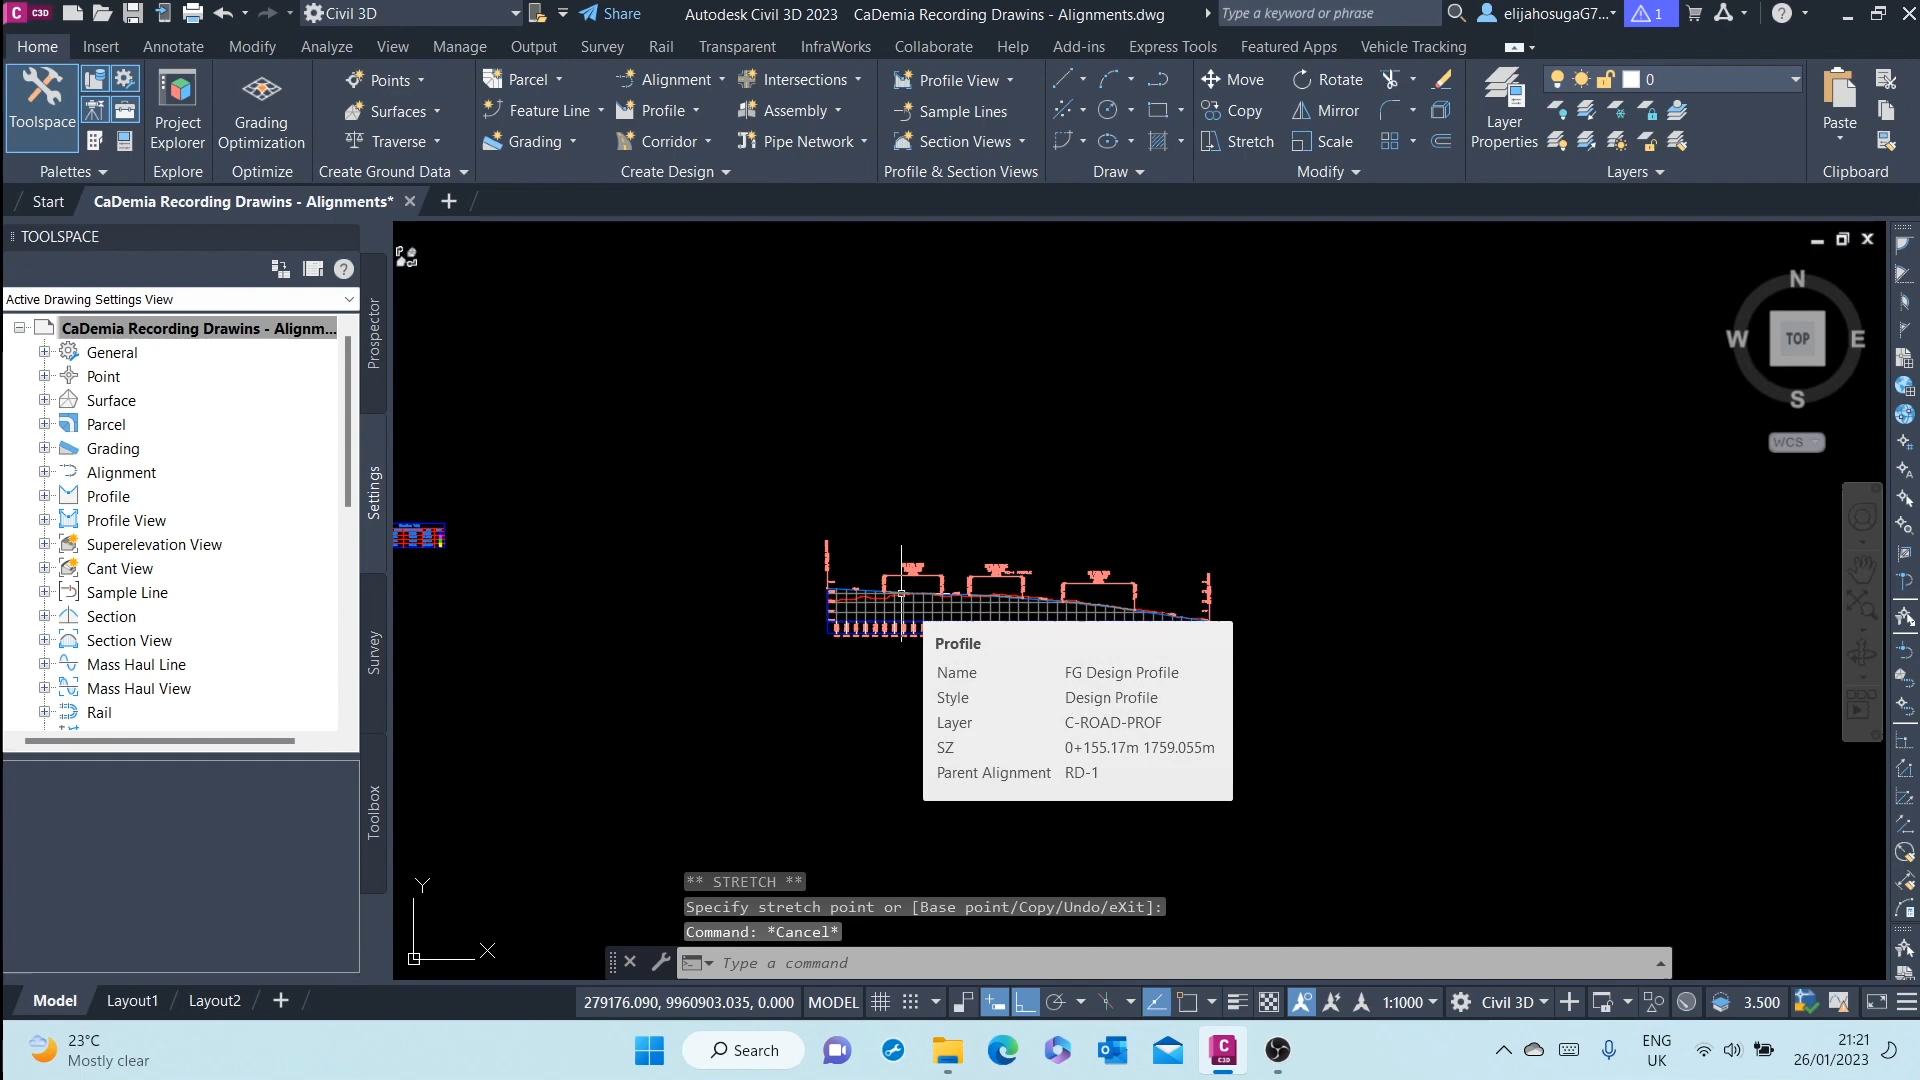 C3D Civil 3D Share Autodesk Civil 3D 2023 CaDemia Recording Drawins - Alignments.dwg Type a keyword or phrase elijahosugaG7... 1
Home Insert Annotate Modify Analyze View Manage Output Survey Rail Transparent InfraWorks Collaborate Help Add-ins Express Tools Featured Apps Vehicle Tracking
Points Parcel Alignment Intersections Profile View Move Rotate 0
Toolspace Project Explorer Grading Optimization Surfaces Feature Line Profile Assembly Sample Lines Copy Mirror Layer Properties Paste
Traverse Grading Corridor Pipe Network Section Views Stretch Scale
Palettes Explore Optimize Create Ground Data Create Design Profile & Section Views Draw Modify Layers Clipboard
Start CaDemia Recording Drawins - Alignments*
TOOLSPACE
Active Drawing Settings View
CaDemia Recording Drawins - Alignm...
General
Point
Surface
Parcel
Grading
Alignment
Profile
Profile View
Superelevation View
Cant View
Sample Line
Section
Section View
Mass Haul Line
Mass Haul View
Rail
Prospector
Settings
Survey
Toolbox
N
W TOP E
S
WCS
Profile
Name FG Design Profile
Style Design Profile
Layer C-ROAD-PROF
SZ 0+155.17m 1759.055m
Parent Alignment RD-1
Y
X
** STRETCH **
Specify stretch point or [Base point/Copy/Undo/eXit]:
Command: *Cancel*
Type a command
Model Layout1 Layout2 279176.090, 9960903.035, 0.000 MODEL 1:1000 Civil 3D 3.500
23°C
Mostly clear
Search
ENG
UK
21:21
26/01/2023